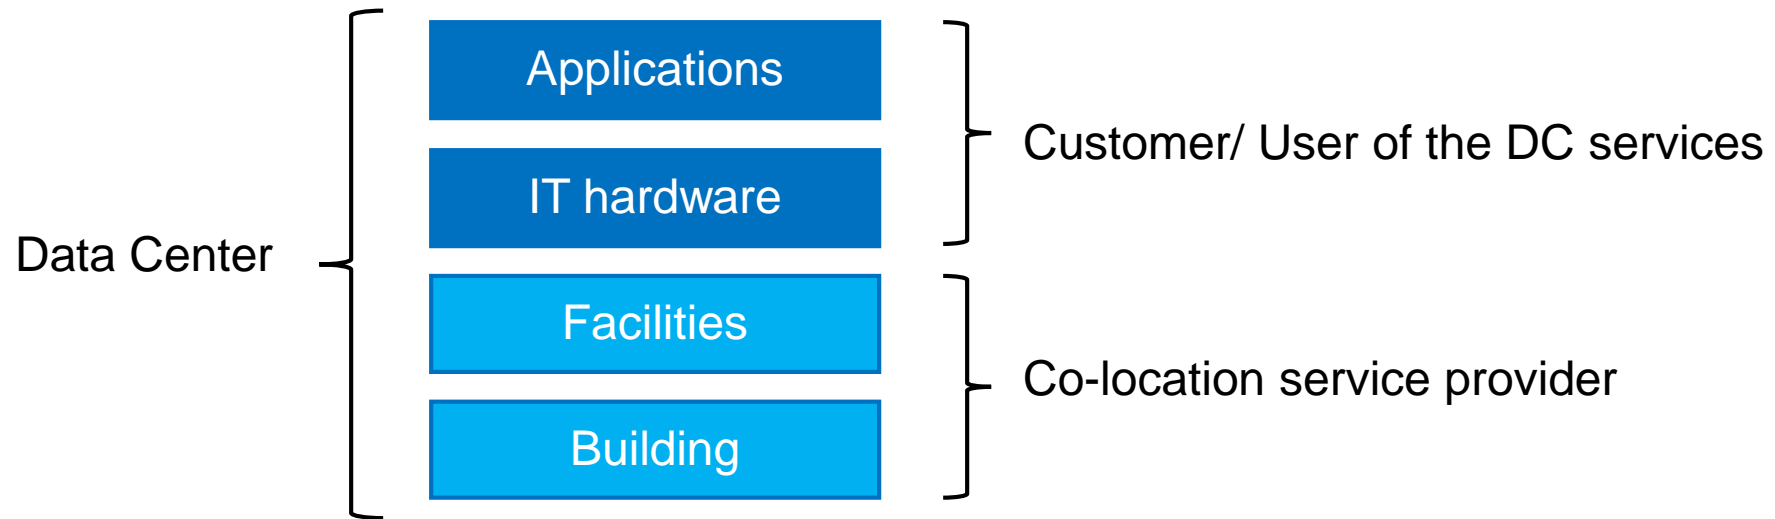 Applications
IT hardware
Data Center
Facilities
Building
Customer/ User of the DC services
Co-location service provider